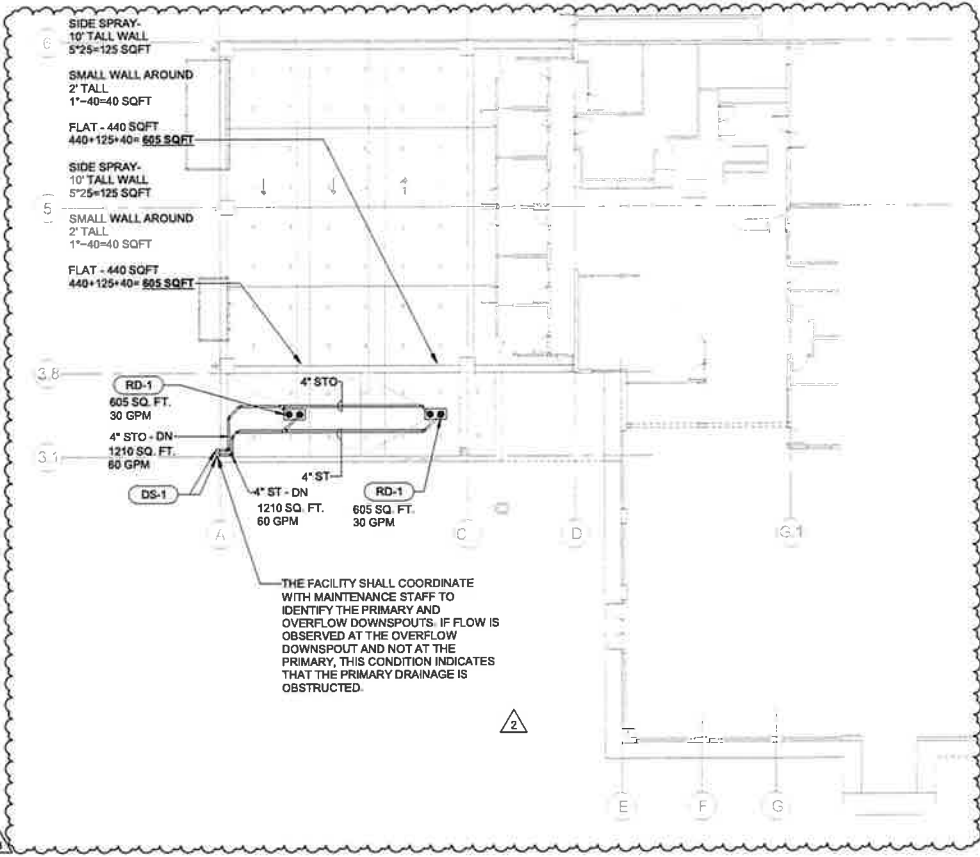 SIDE SPRAY-
10' TALL WALL
5*25=125 SQFT
SMALL WALL AROUND
2' TALL
1'-40=40 SQFT
FLAT - 440 SQFT
440+125+40= 605 SQFT
SIDE SPRAY-
10' TALL WALL
5*25=125 SQFT
SMALL WALL AROUND
2' TALL
1'-40=40 SQFT
FLAT - 440 SQFT
440+125+40= 605 SQFT
6
5
3.8
3.1
RD-1
605 SQ. FT.
30 GPM
4" STO
4" STO - DN
1210 SQ. FT.
60 GPM
DS-1
4" ST - DN
1210 SQ. FT.
60 GPM
4" ST
RD-1
605 SQ. FT.
30 GPM
A
C
D
G.1
THE FACILITY SHALL COORDINATE
WITH MAINTENANCE STAFF TO
IDENTIFY THE PRIMARY AND
OVERFLOW DOWNSPOUTS. IF FLOW IS
OBSERVED AT THE OVERFLOW
DOWNSPOUT AND NOT AT THE
PRIMARY, THIS CONDITION INDICATES
THAT THE PRIMARY DRAINAGE IS
OBSTRUCTED.
2
E
F
G